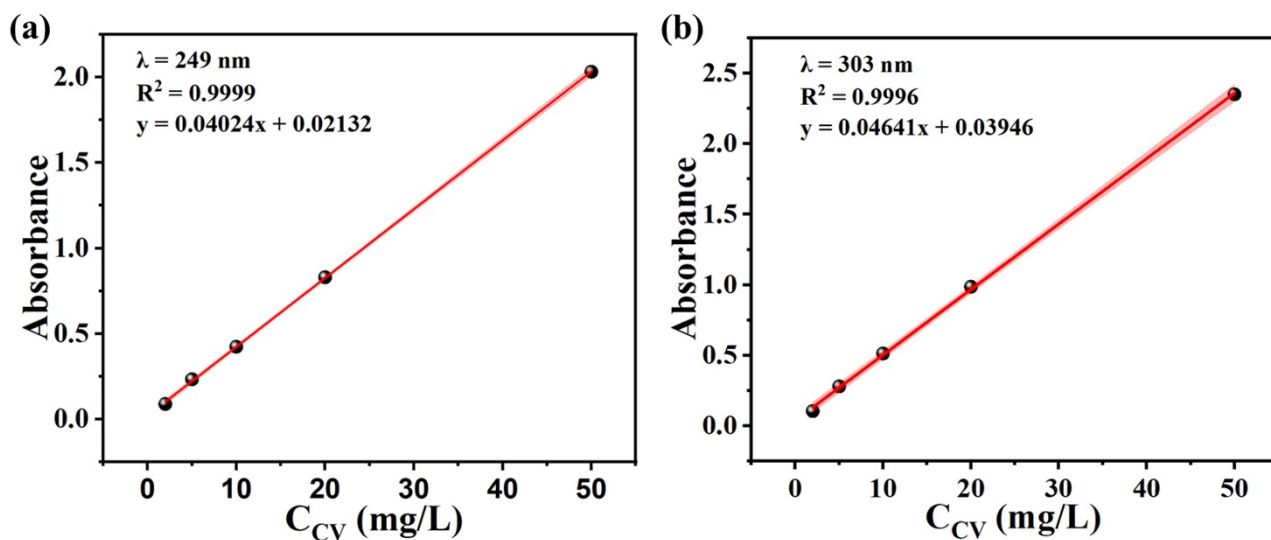 (a)
λ = 249 nm
R² = 0.9999
y = 0.04024x + 0.02132
Absorbance
2.0
1.5
1.0
0.5
0.0
0 10 20 30 40 50
C_CV (mg/L)
(b)
λ = 303 nm
R² = 0.9996
y = 0.04641x + 0.03946
Absorbance
2.5
2.0
1.5
1.0
0.5
0.0
0 10 20 30 40 50
C_CV (mg/L)